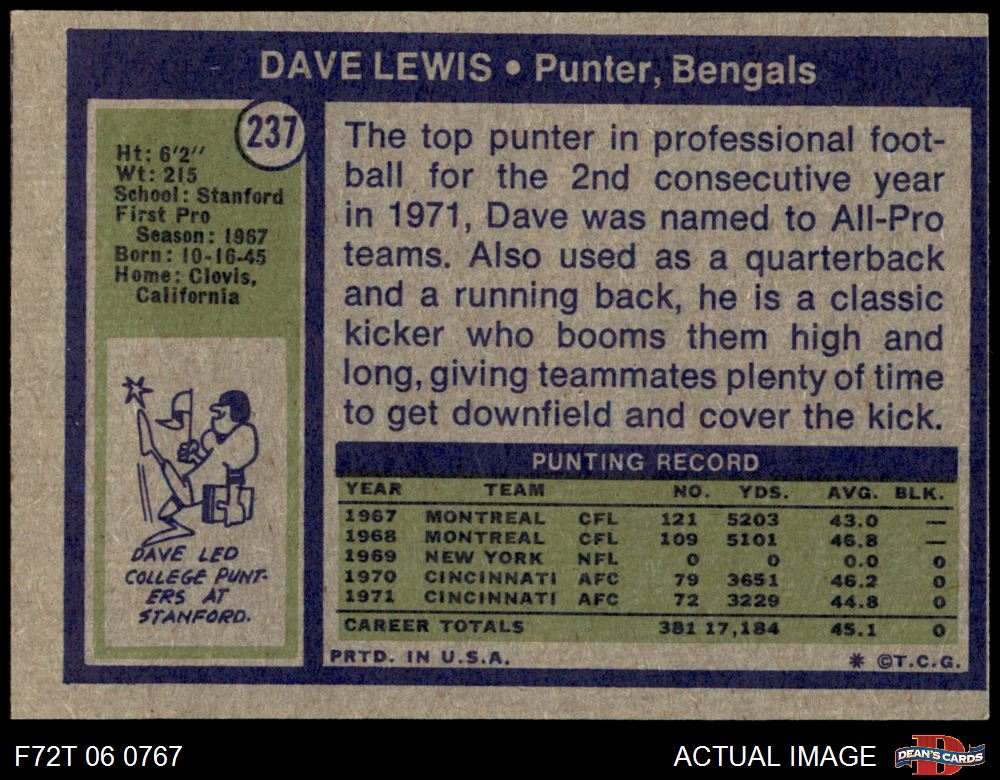 DAVE LEWIS • Punter, Bengals
237
Ht: 6'2''
Wt: 215
School: Stanford
First Pro
Season: 1967
Born: 10-16-45
Home: Clovis,
California
DAVE LED
COLLEGE PUNT-
ERS AT
STANFORD.
The top punter in professional foot-
ball for the 2nd consecutive year
in 1971, Dave was named to All-Pro
teams. Also used as a quarterback
and a running back, he is a classic
kicker who booms them high and
long, giving teammates plenty of time
to get downfield and cover the kick.
PUNTING RECORD
YEAR TEAM NO. YDS. AVG. BLK.
1967 MONTREAL CFL 121 5203 43.0 —
1968 MONTREAL CFL 109 5101 46.8 —
1969 NEW YORK NFL 0 0 0.0 0
1970 CINCINNATI AFC 79 3651 46.2 0
1971 CINCINNATI AFC 72 3229 44.8 0
CAREER TOTALS 381 17,184 45.1 0
PRTD. IN U.S.A. * ©T.C.G.
F72T 06 0767 ACTUAL IMAGE
D
DEAN'S CARDS